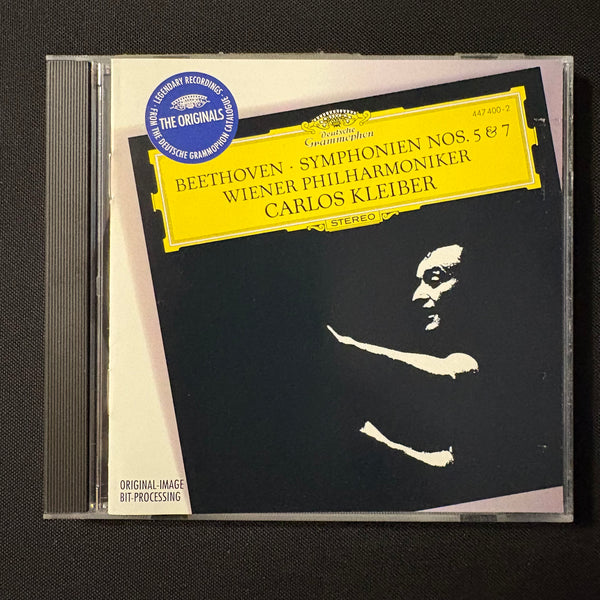 LEGENDARY RECORDINGS
THE ORIGINALS
FROM THE DEUTSCHE GRAMMOPHON CATALOGUE
Deutsche
Grammophon
447 400-2
BEETHOVEN · SYMPHONIEN NOS. 5 & 7
WIENER PHILHARMONIKER
CARLOS KLEIBER
STEREO
ORIGINAL-IMAGE
BIT-PROCESSING